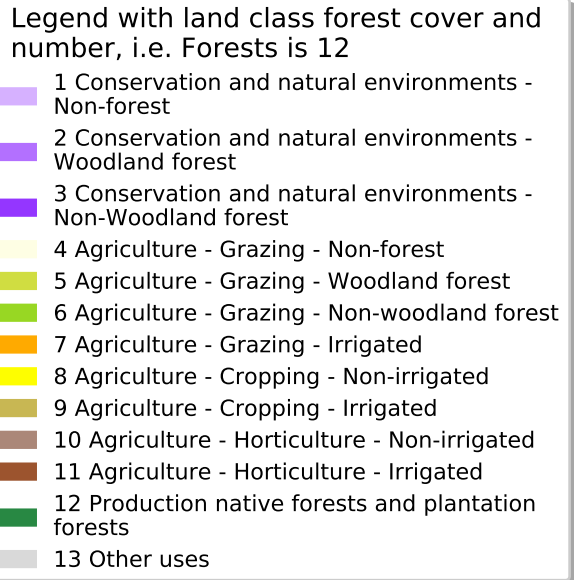 Legend with land class forest cover and
number, i.e. Forests is 12
1 Conservation and natural environments -
Non-forest
2 Conservation and natural environments -
Woodland forest
3 Conservation and natural environments -
Non-Woodland forest
4 Agriculture - Grazing - Non-forest
5 Agriculture - Grazing - Woodland forest
6 Agriculture - Grazing - Non-woodland forest
7 Agriculture - Grazing - Irrigated
8 Agriculture - Cropping - Non-irrigated
9 Agriculture - Cropping - Irrigated
10 Agriculture - Horticulture - Non-irrigated
11 Agriculture - Horticulture - Irrigated
12 Production native forests and plantation
forests
13 Other uses